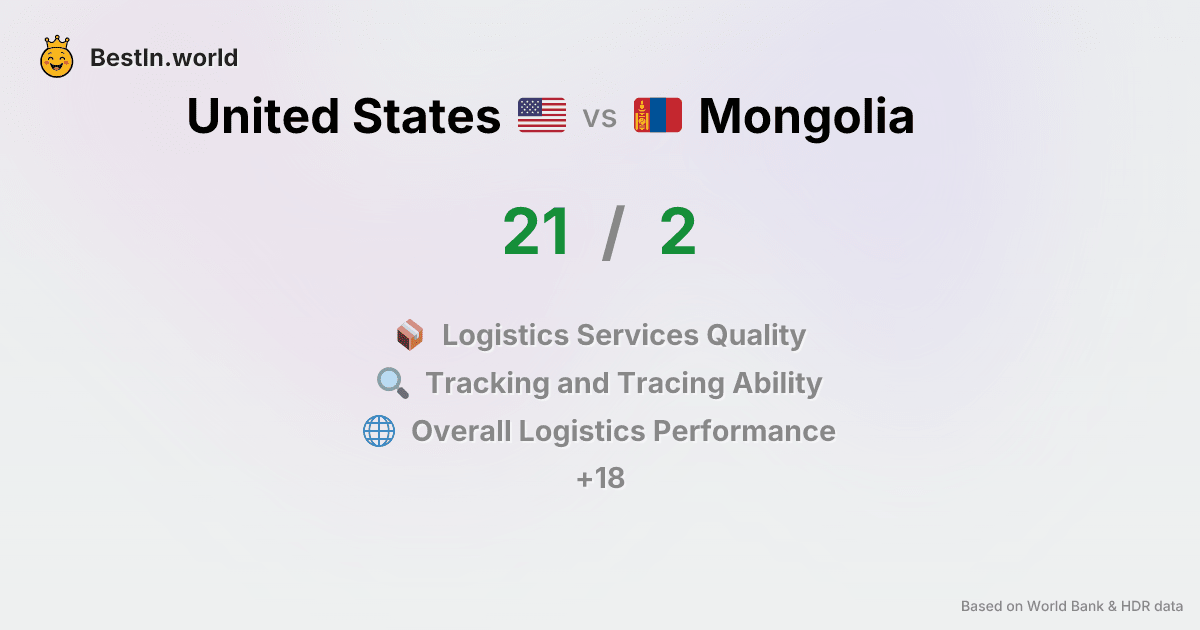 BestIn.world
United States vs Mongolia
21 / 2
Logistics Services Quality
Tracking and Tracing Ability
Overall Logistics Performance
+18
Based on World Bank & HDR data